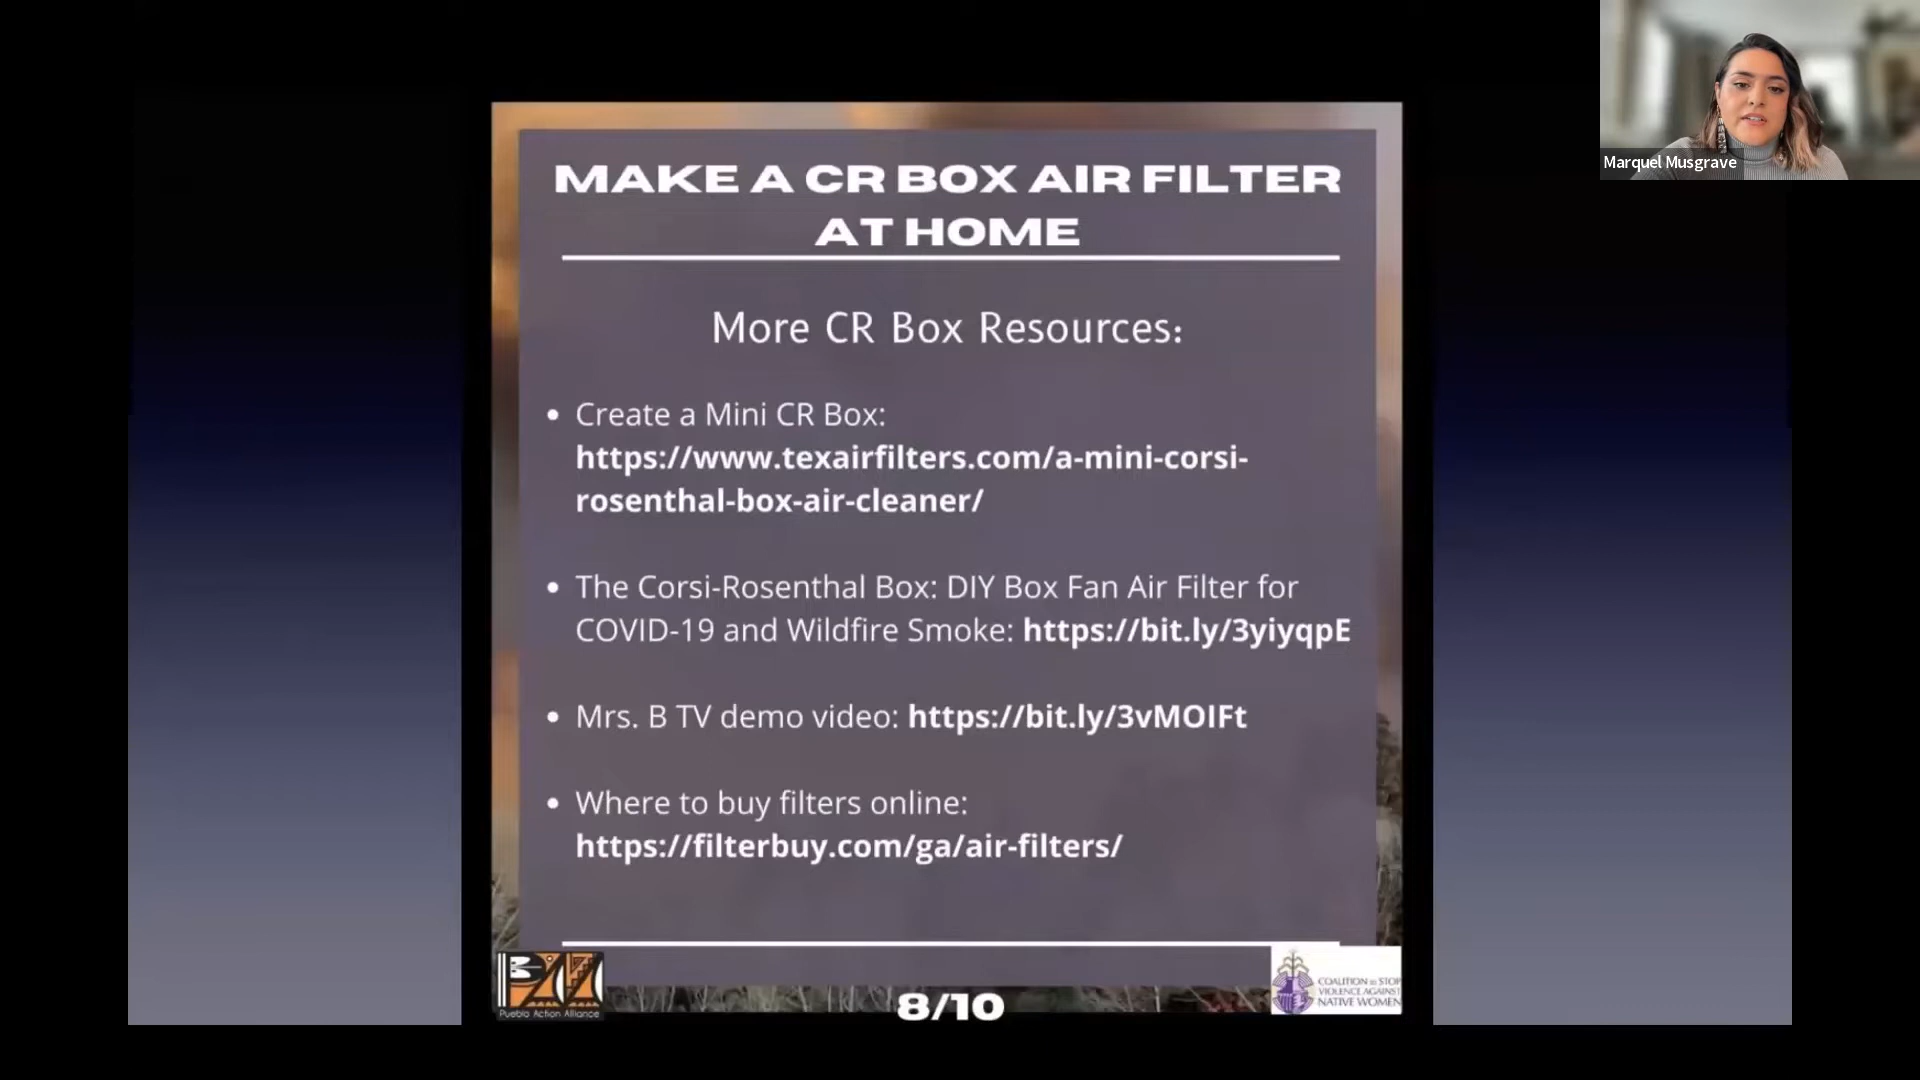 MAKE A CR BOX AIR FILTER
AT HOME
More CR Box Resources:
• Create a Mini CR Box:
https://www.texairfilters.com/a-mini-corsi-
rosenthal-box-air-cleaner/
• The Corsi-Rosenthal Box: DIY Box Fan Air Filter for
COVID-19 and Wildfire Smoke: https://bit.ly/3yiyqpE
• Mrs. B TV demo video: https://bit.ly/3vMOIFt
• Where to buy filters online:
https://filterbuy.com/ga/air-filters/
Pueblo Action Alliance
8/10
COALITION to STOP
VIOLENCE AGAINST
NATIVE WOMEN
Marquel Musgrave